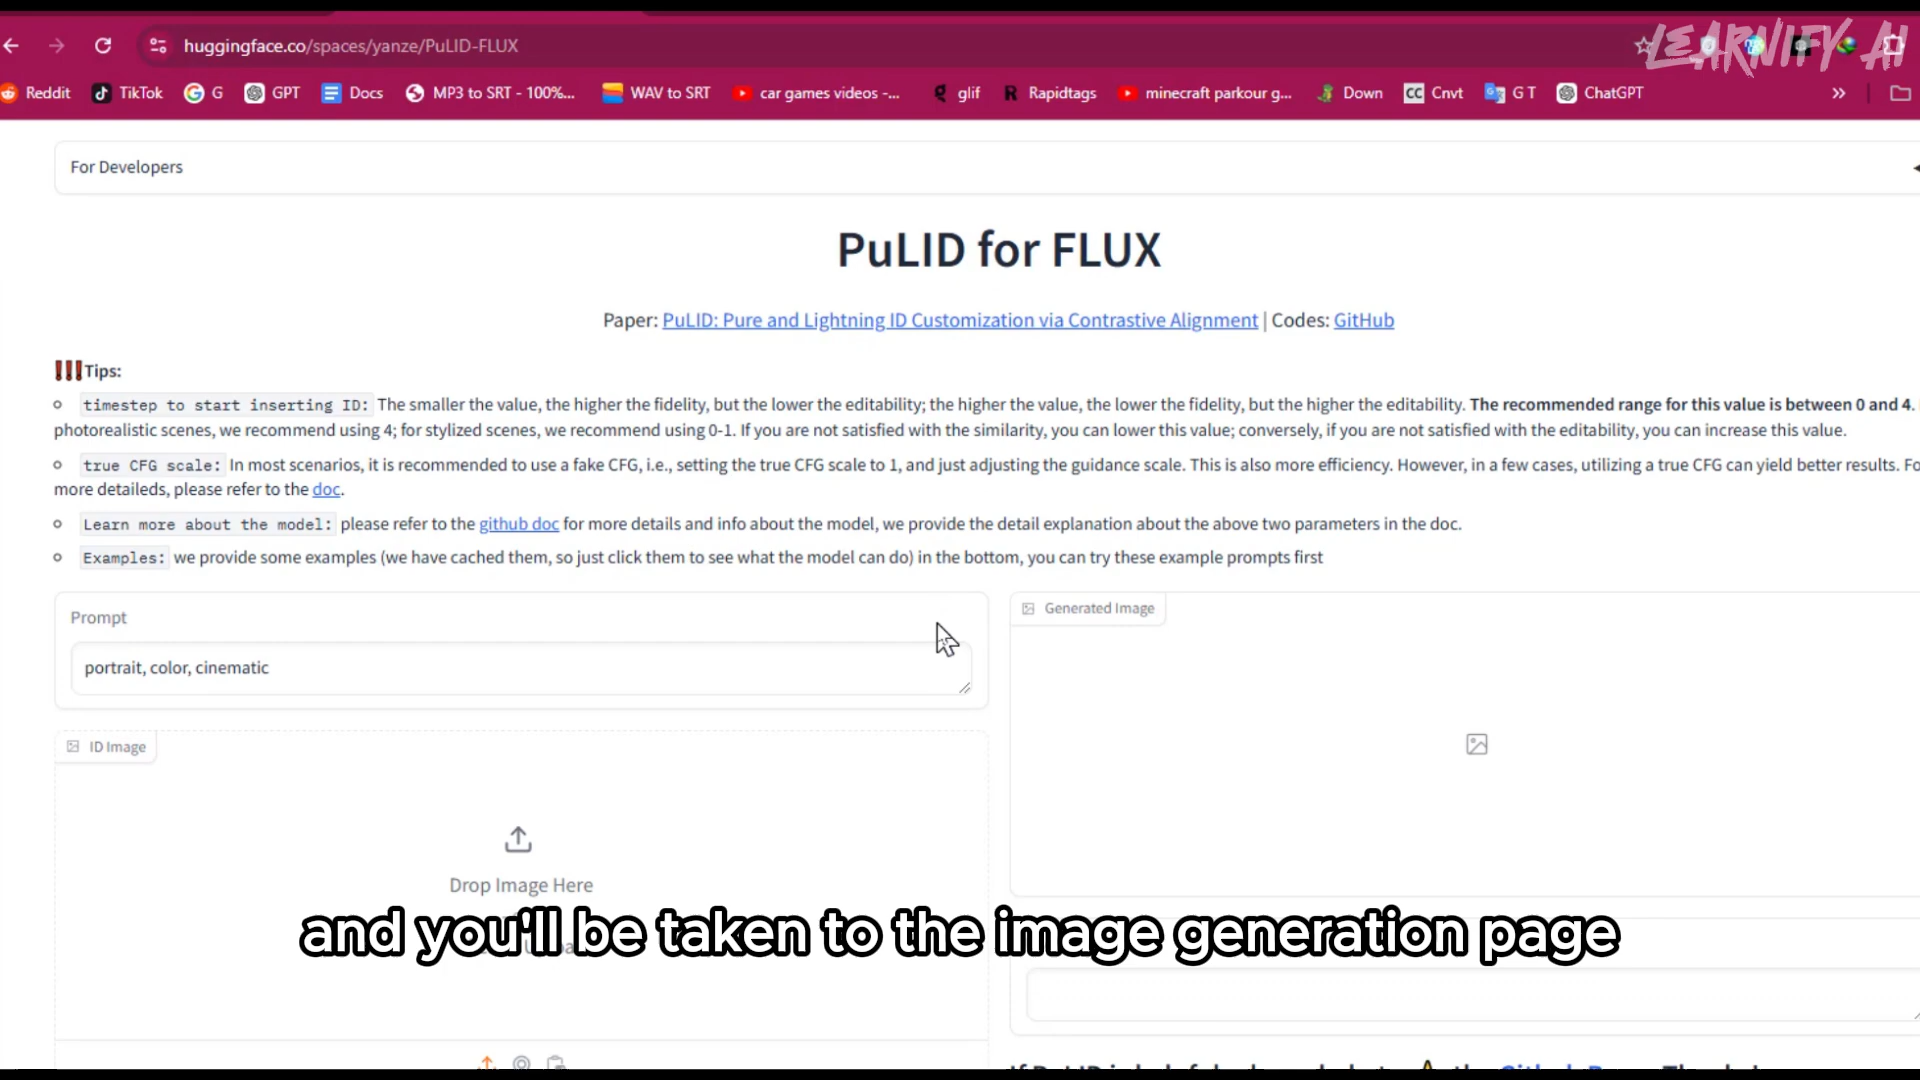 LEARNIFY AI
huggingface.co/spaces/yanze/PuLID-FLUX
Reddit TikTok G GPT Docs MP3 to SRT - 100%... WAV to SRT car games videos -... glif Rapidtags minecraft parkour g... Down CC Cnvt G T ChatGPT »
For Developers
PuLID for FLUX
Paper: PuLID: Pure and Lightning ID Customization via Contrastive Alignment | Codes: GitHub
!!!Tips:
timestep to start inserting ID: The smaller the value, the higher the fidelity, but the lower the editability; the higher the value, the lower the fidelity, but the higher the editability. The recommended range for this value is between 0 and 4.
photorealistic scenes, we recommend using 4; for stylized scenes, we recommend using 0-1. If you are not satisfied with the similarity, you can lower this value; conversely, if you are not satisfied with the editability, you can increase this value.
true CFG scale: In most scenarios, it is recommended to use a fake CFG, i.e., setting the true CFG scale to 1, and just adjusting the guidance scale. This is also more efficiency. However, in a few cases, utilizing a true CFG can yield better results. Fo
more detaileds, please refer to the doc.
Learn more about the model: please refer to the github doc for more details and info about the model, we provide the detail explanation about the above two parameters in the doc.
Examples: we provide some examples (we have cached them, so just click them to see what the model can do) in the bottom, you can try these example prompts first
Prompt
Generated Image
portrait, color, cinematic
ID Image
Drop Image Here
and you'll be taken to the image generation page